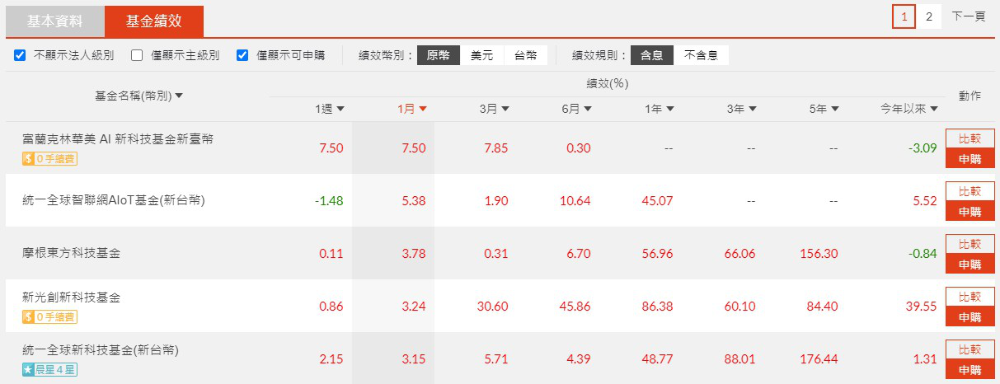 基本資料 基金績效 1 2 下一頁
不顯示法人級別 僅顯示主級別 僅顯示可申購 績效幣別： 原幣 美元 台幣 績效規則： 含息 不含息
基金名稱(幣別) 績效(%) 動作
1週 1月 3月 6月 1年 3年 5年 今年以來
富蘭克林華美 AI 新科技基金新臺幣 7.50 7.50 7.85 0.30 -- -- -- -3.09 比較
$ 0 手續費 申購
統一全球智聯網AIoT基金(新台幣) -1.48 5.38 1.90 10.64 45.07 -- -- 5.52 比較
申購
摩根東方科技基金 0.11 3.78 0.31 6.70 56.96 66.06 156.30 -0.84 比較
申購
新光創新科技基金 0.86 3.24 30.60 45.86 86.38 60.10 84.40 39.55 比較
$ 0 手續費 申購
統一全球新科技基金(新台幣) 2.15 3.15 5.71 4.39 48.77 88.01 176.44 1.31 比較
晨星 4 星 申購